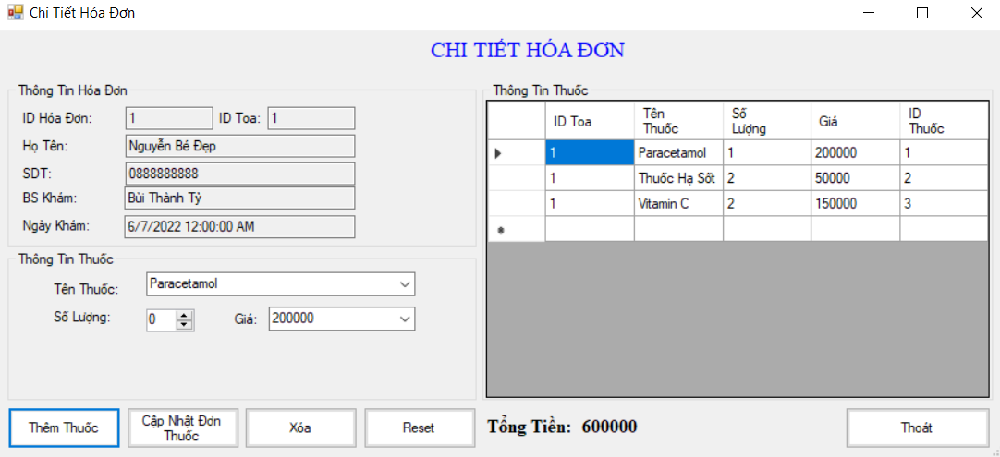 Chi Tiết Hóa Đơn
CHI TIẾT HÓA ĐƠN
Thông Tin Hóa Đơn
ID Hóa Đơn: 1 ID Toa: 1
Họ Tên: Nguyễn Bé Đẹp
SDT: 0888888888
BS Khám: Bùi Thành Tỷ
Ngày Khám: 6/7/2022 12:00:00 AM
Thông Tin Thuốc
Tên Thuốc: Paracetamol
Số Lượng: 0 Giá: 200000
Thông Tin Thuốc
ID Toa Tên Thuốc Số Lượng Giá ID Thuốc
1 Paracetamol 1 200000 1
1 Thuốc Hạ Sốt 2 50000 2
1 Vitamin C 2 150000 3
Thêm Thuốc
Cập Nhật Đơn
Thuốc
Xóa
Reset
Tổng Tiền: 600000
Thoát